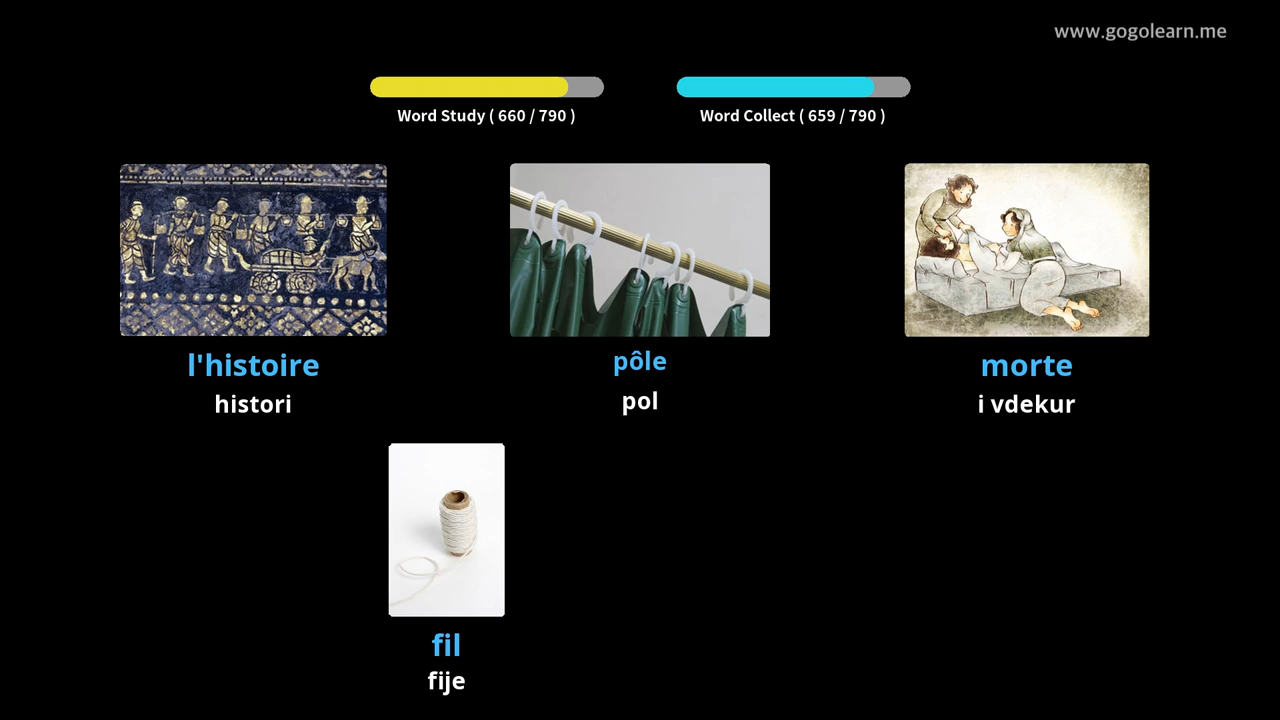 www.gogolearn.me
Word Study ( 660 / 790 )
Word Collect ( 659 / 790 )
l'histoire
histori
pôle
pol
morte
i vdekur
fil
fije